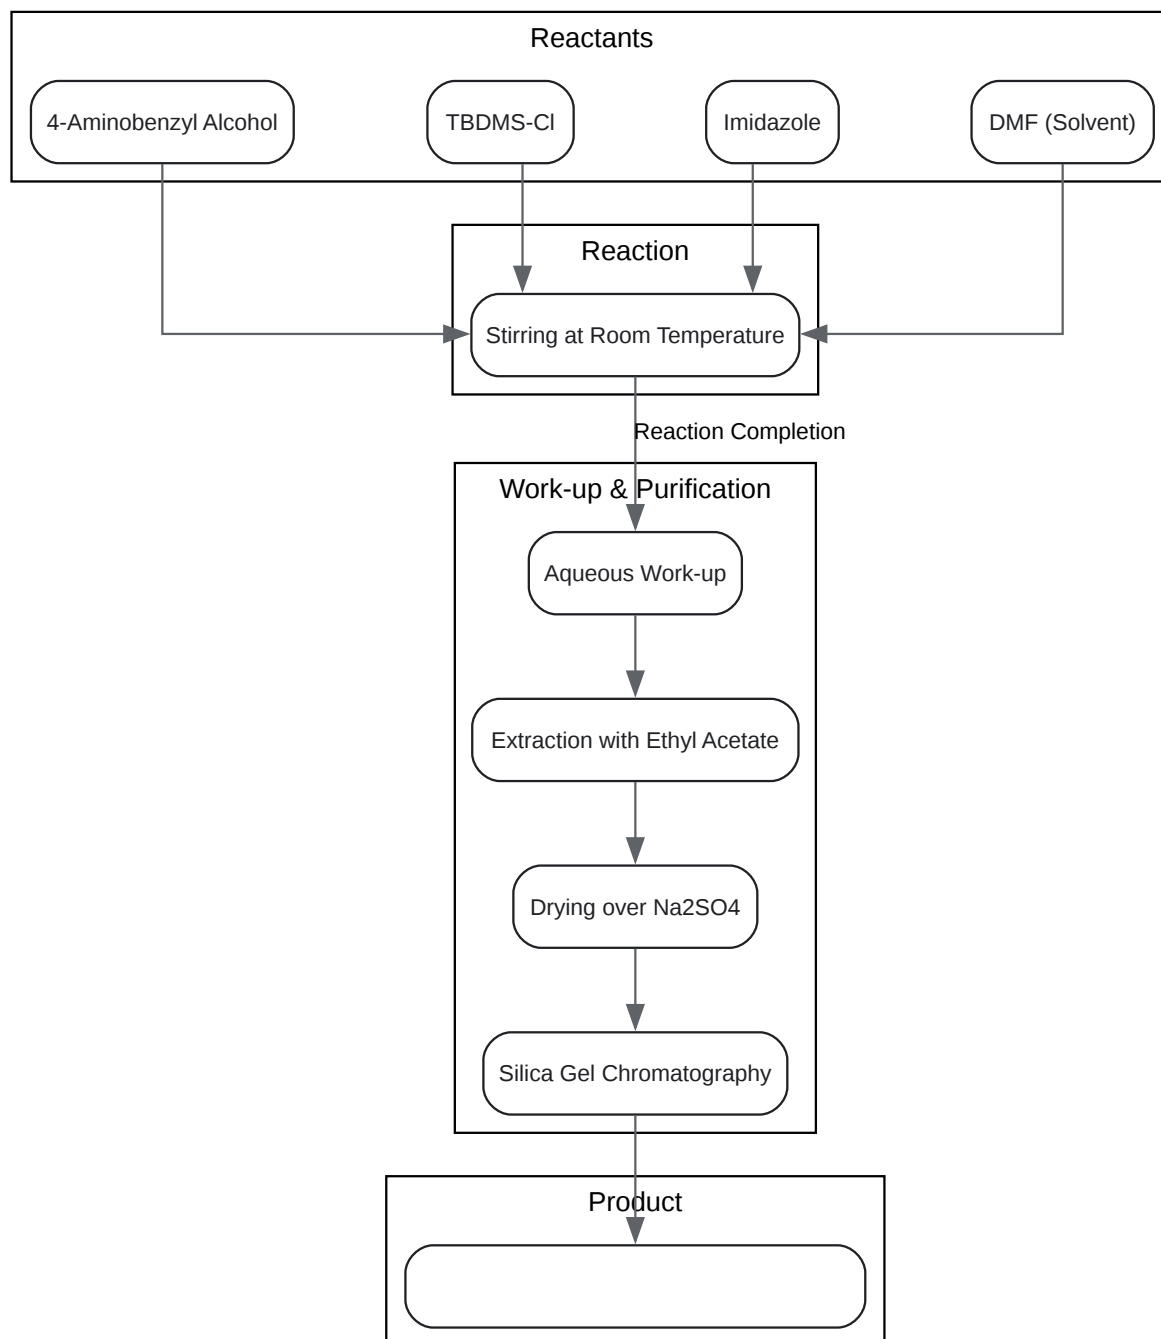 Reactants
4-Aminobenzyl Alcohol
TBDMS-Cl
Imidazole
DMF (Solvent)
Reaction
Stirring at Room Temperature
Reaction Completion
Work-up & Purification
Aqueous Work-up
Extraction with Ethyl Acetate
Drying over Na2SO4
Silica Gel Chromatography
Product